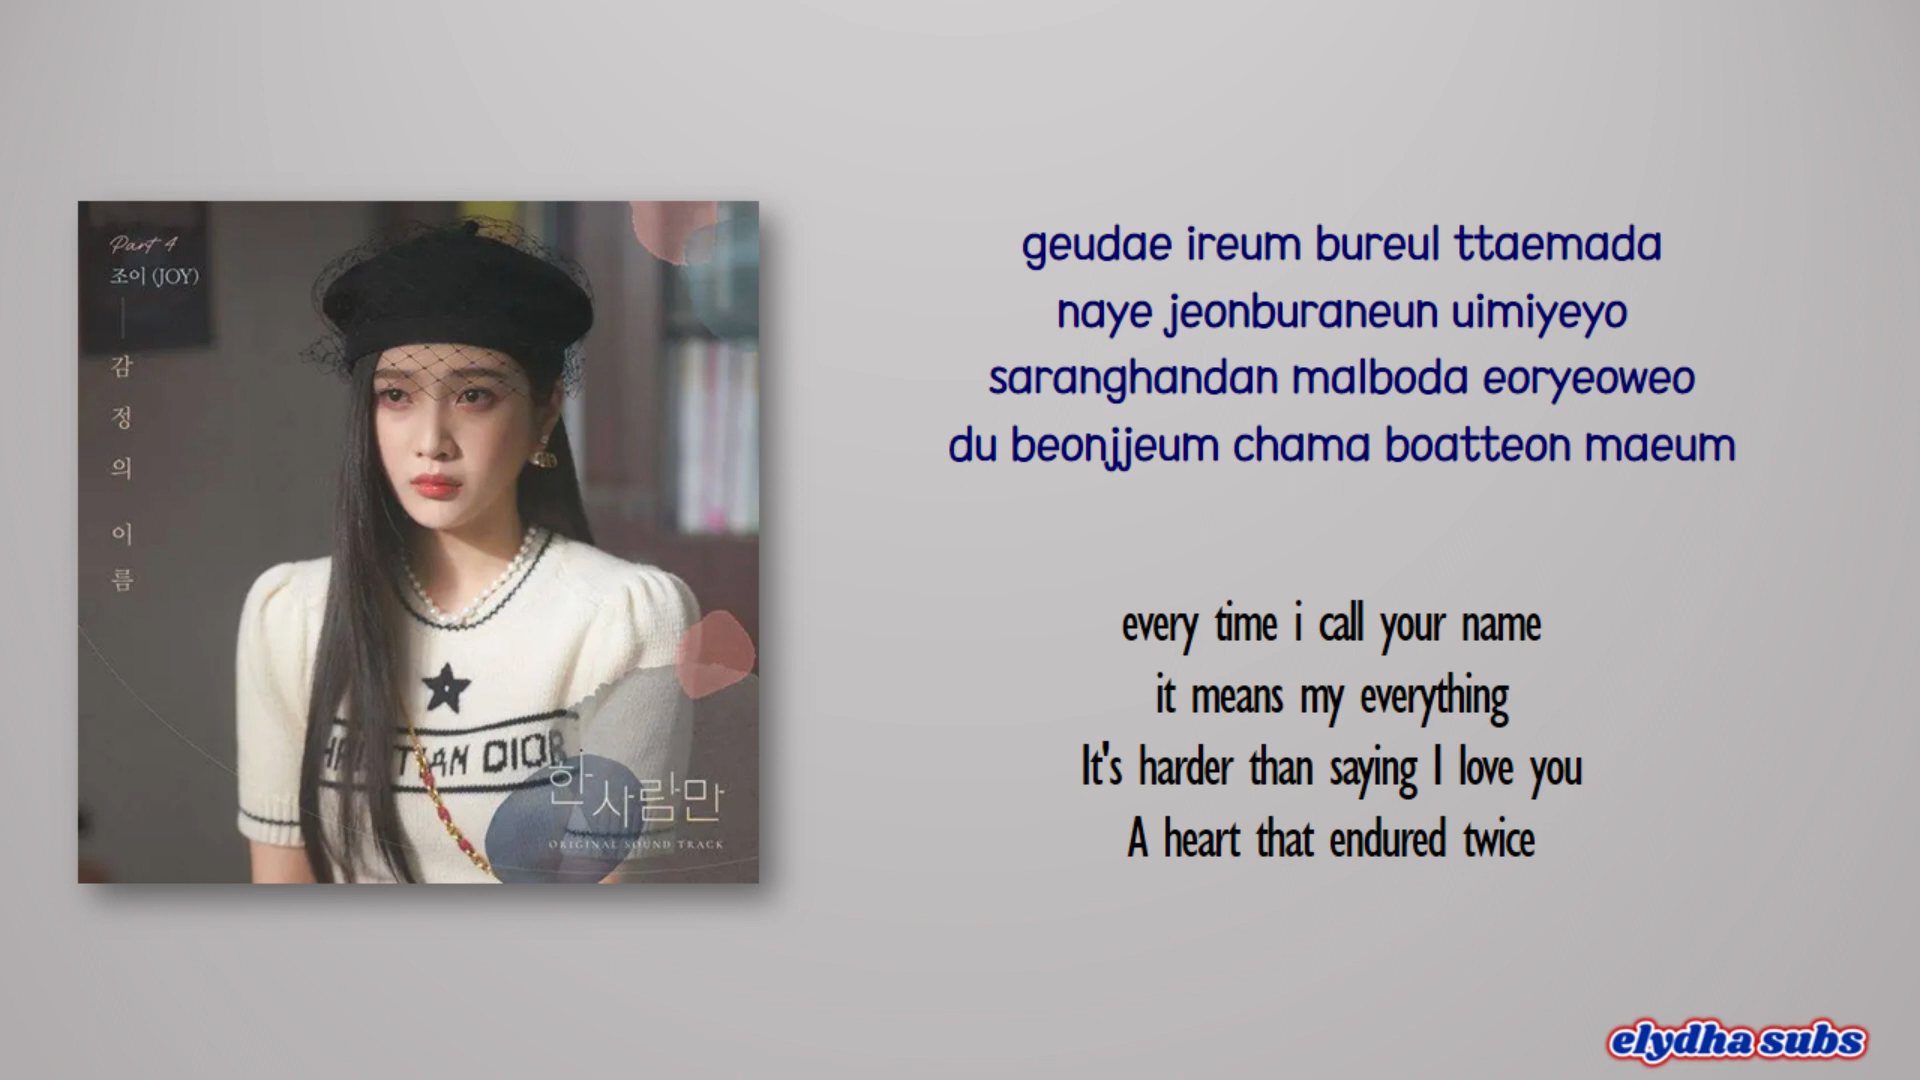 Part 4
조이 (JOY)
감정의 이름
HRISTIAN DIOR
한사람만
ORIGINAL SOUND TRACK
geudae ireum bureul ttaemada
naye jeonburaneun uimiyeyo
saranghandan malboda eoryeoweo
du beonjjeum chama boatteon maeum
every time i call your name
it means my everything
It's harder than saying I love you
A heart that endured twice
elydha subs